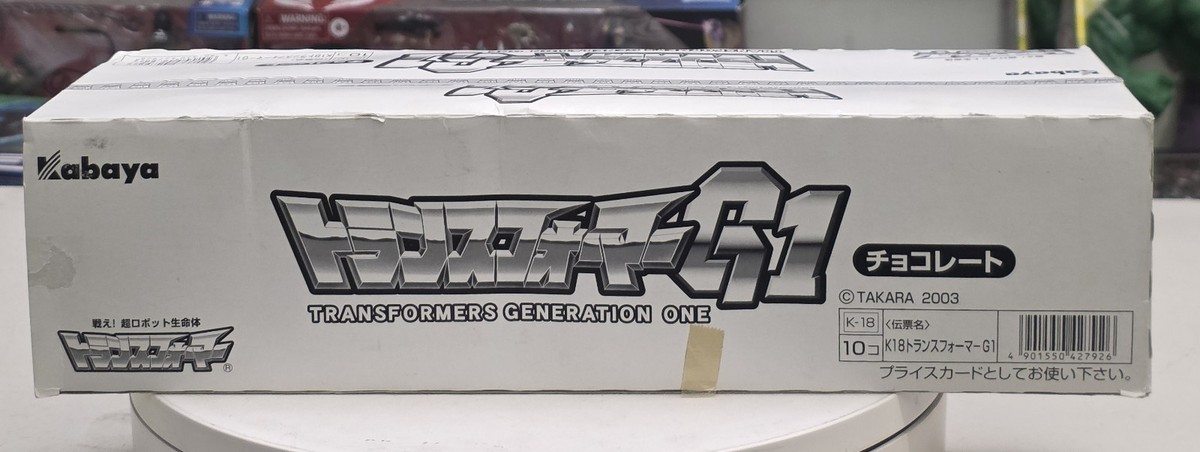 WARNING:
Kabaya
Kabaya
トランスフォーマーG1
TRANSFORMERS GENERATION ONE
チョコレート
©TAKARA 2003
戦え!超ロボット生命体
トランスフォーマー®
K-18
〈伝票名〉
10コ
K18トランスフォーマーG1
4 901550 427926
プライスカードとしてお使い下さい。